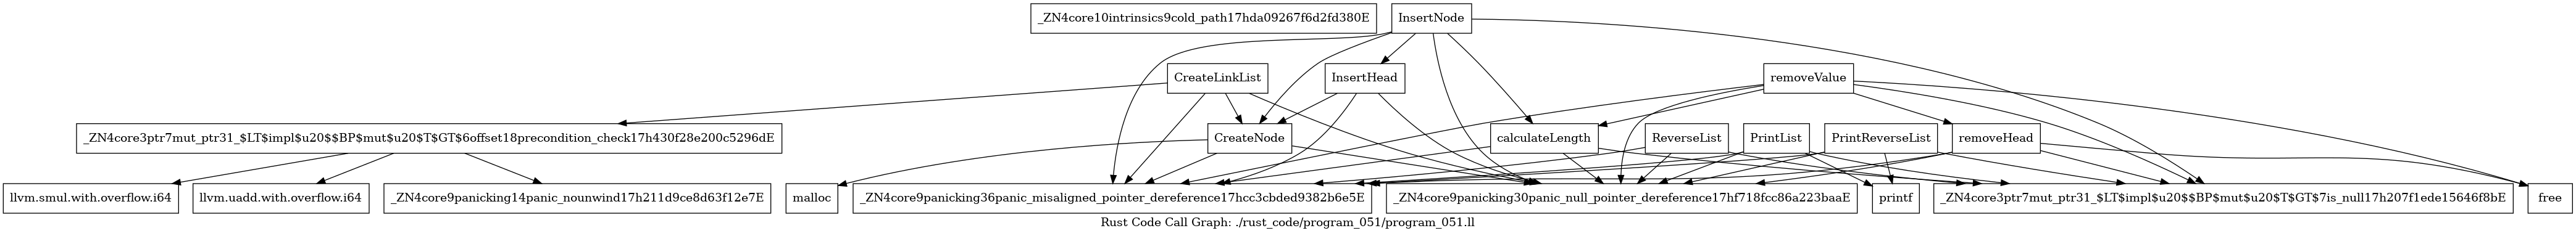 _ZN4core10intrinsics9cold_path17hda09267f6d2fd380E
InsertNode
CreateLinkList
InsertHead
removeValue
_ZN4core3ptr7mut_ptr31_$LT$impl$u20$$BP$mut$u20$T$GT$6offset18precondition_check17h430f28e200c5296dE
CreateNode
calculateLength
ReverseList
PrintList
PrintReverseList
removeHead
llvm.smul.with.overflow.i64
llvm.uadd.with.overflow.i64
_ZN4core9panicking14panic_nounwind17h211d9ce8d63f12e7E
malloc
_ZN4core9panicking36panic_misaligned_pointer_dereference17hcc3cbded9382b6e5E
_ZN4core9panicking30panic_null_pointer_dereference17hf718fcc86a223baaE
printf
_ZN4core3ptr7mut_ptr31_$LT$impl$u20$$BP$mut$u20$T$GT$7is_null17h207f1ede15646f8bE
free
Rust Code Call Graph: ./rust_code/program_051/program_051.ll